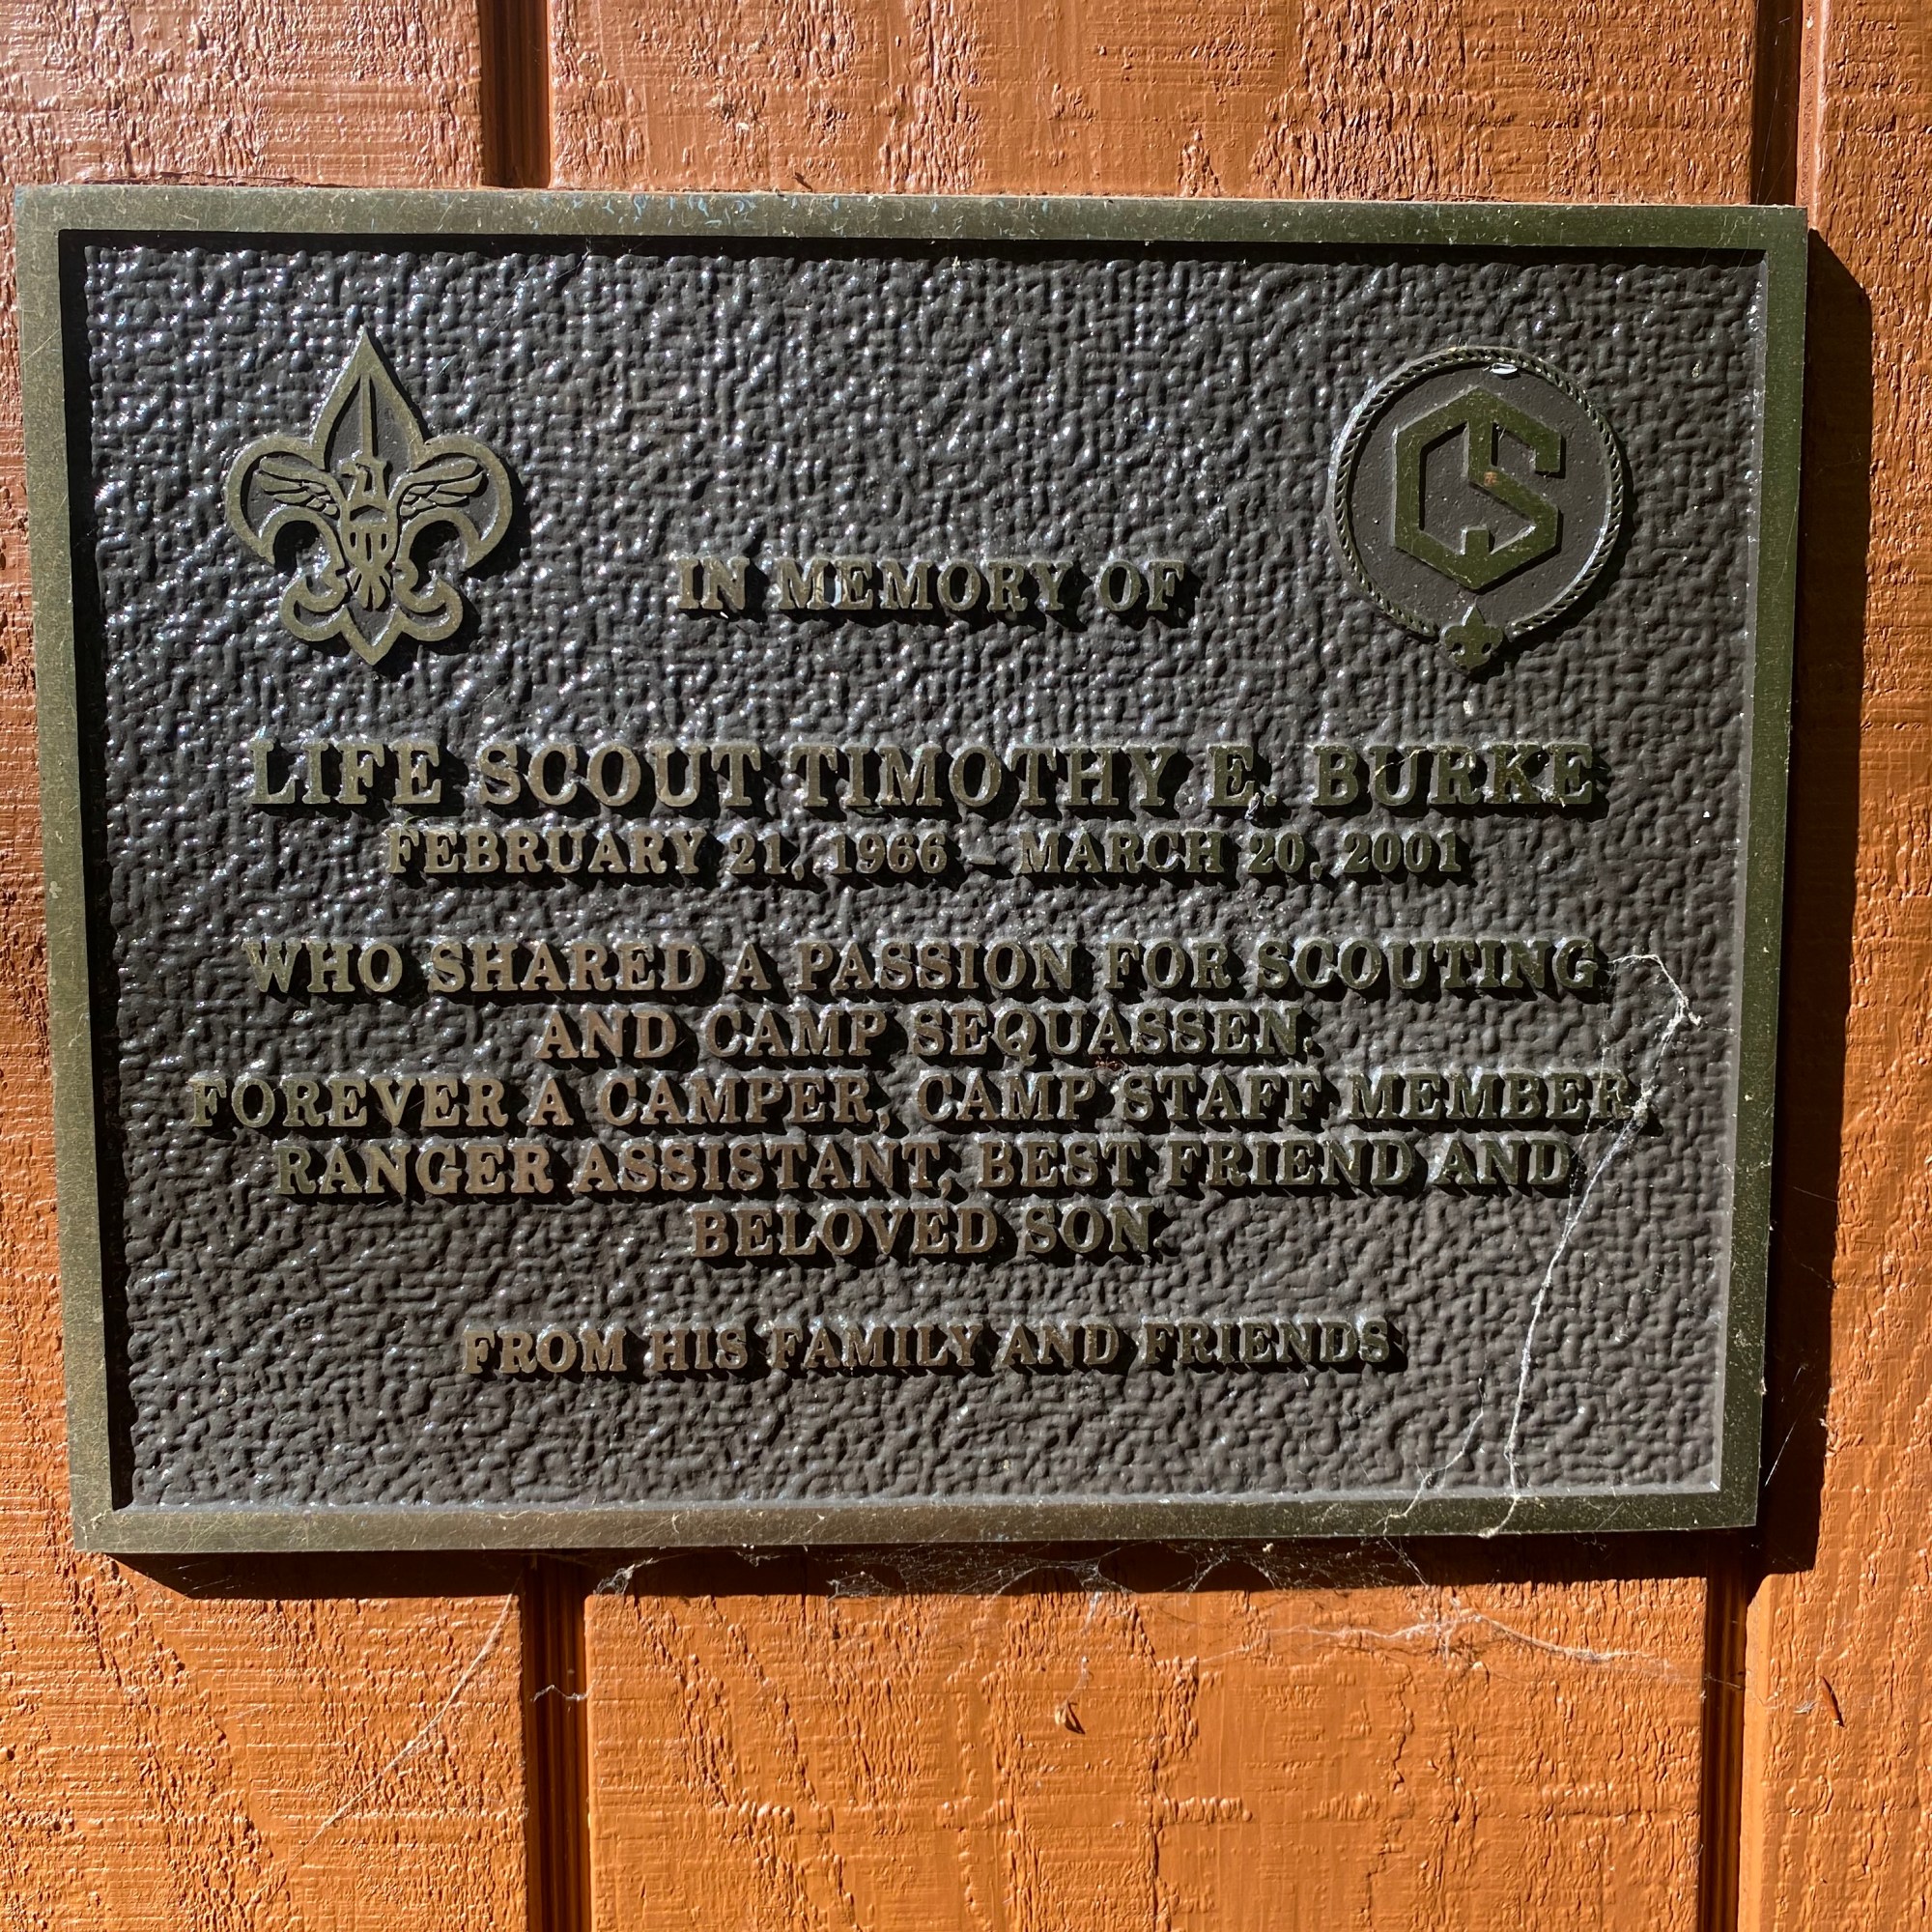 CS
IN MEMORY OF
LIFE SCOUT TIMOTHY E. BURKE
FEBRUARY 21, 1966 – MARCH 20, 2001
WHO SHARED A PASSION FOR SCOUTING
AND CAMP SEQUASSEN.
FOREVER A CAMPER, CAMP STAFF MEMBER,
RANGER ASSISTANT, BEST FRIEND AND
BELOVED SON.
FROM HIS FAMILY AND FRIENDS